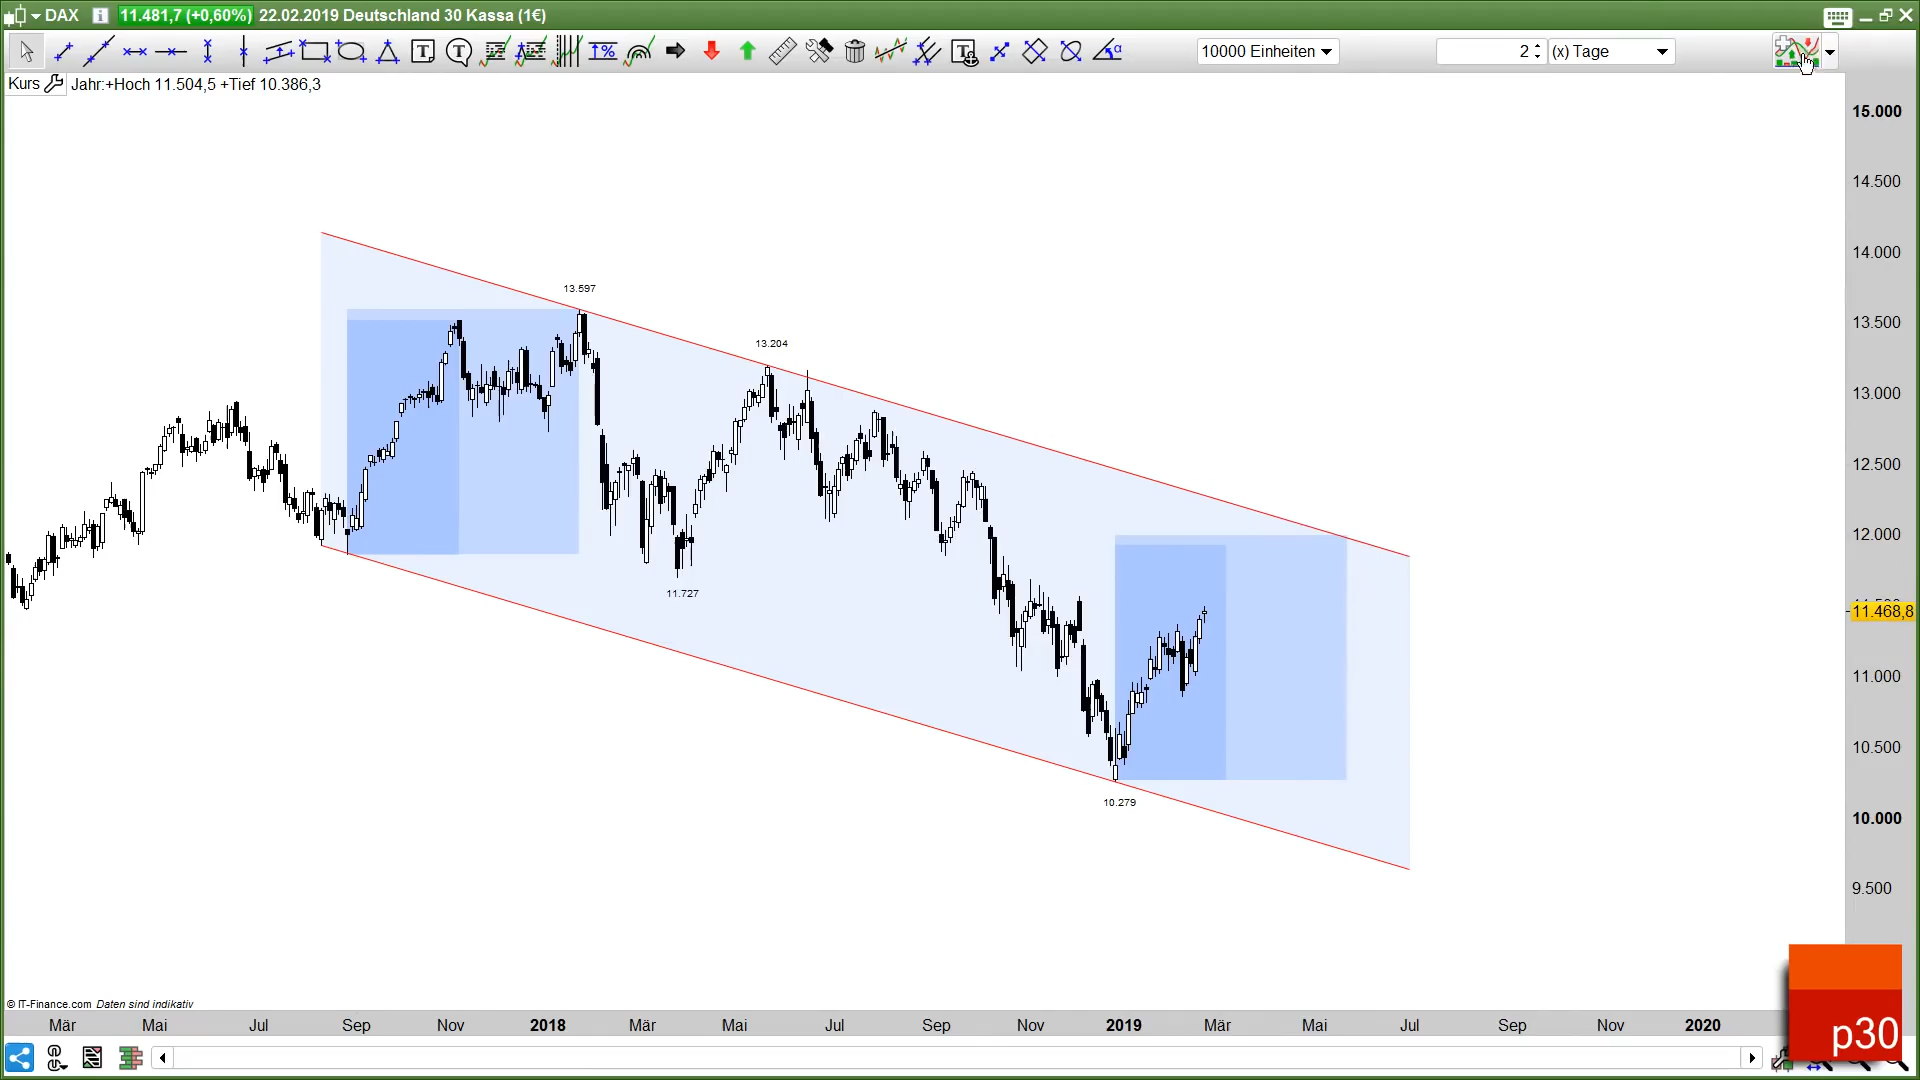 DAX 11.481,7 (+0,60%) 22.02.2019 Deutschland 30 Kassa (1€)
10000 Einheiten 2 (x) Tage
Kurs Jahr:+Hoch 11.504,5 +Tief 10.386,3
15.000
14.500
14.000
13.597
13.500
13.204
13.000
12.500
12.000
11.727
11.468,8
11.000
10.500
10.279
10.000
9.500
© IT-Finance.com Daten sind indikativ
Mär Mai Jul Sep Nov 2018 Mär Mai Jul Sep Nov 2019 Mär Mai Jul Sep Nov 2020
p30